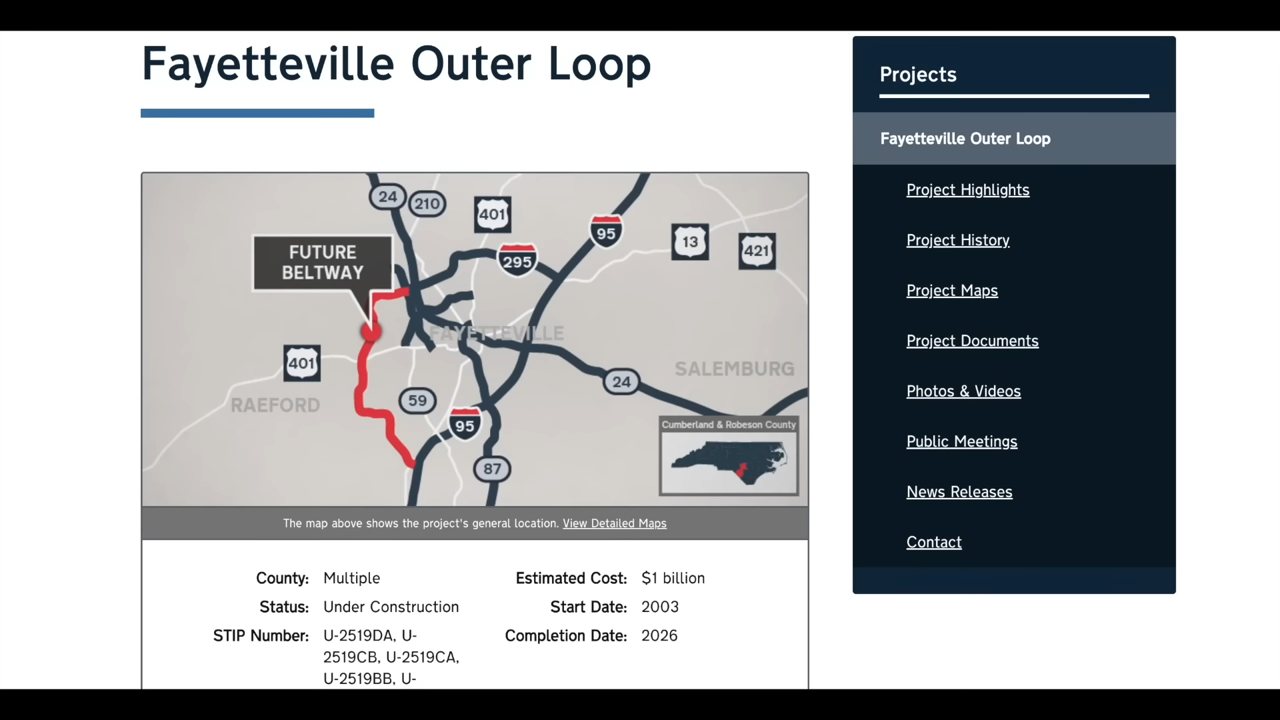 Fayetteville Outer Loop
24
210
401
95
13
421
FUTURE
BELTWAY
295
FAYETTEVILLE
401
SALEMBURG
24
59
RAEFORD
95
Cumberland & Robeson County
87
The map above shows the project's general location. View Detailed Maps
County: Multiple
Status: Under Construction
STIP Number: U-2519DA, U-
2519CB, U-2519CA,
U-2519BB, U-
Estimated Cost: $1 billion
Start Date: 2003
Completion Date: 2026
Projects
Fayetteville Outer Loop
Project Highlights
Project History
Project Maps
Project Documents
Photos & Videos
Public Meetings
News Releases
Contact